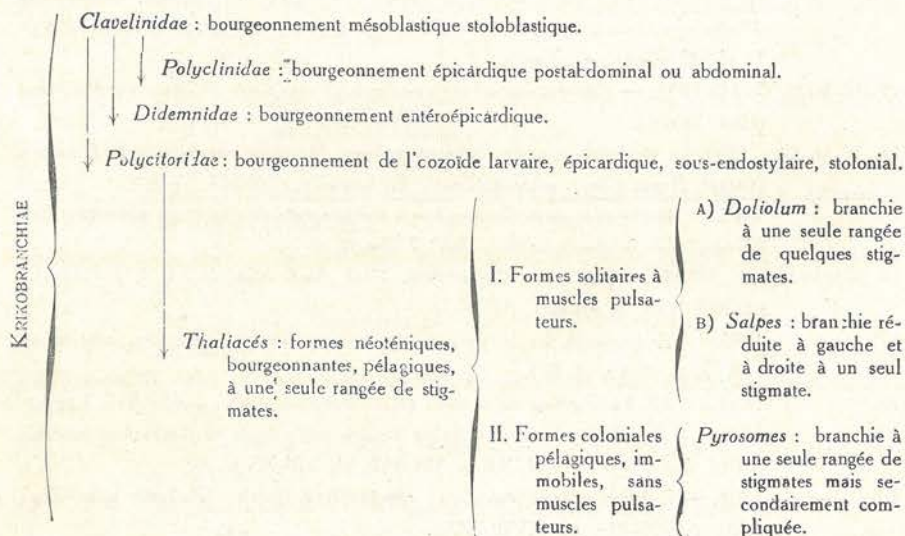 KRIKOBRANCHIAE
Clavelinidae : bourgeonnement mésoblastique stoloblastique.
Polyclinidae : bourgeonnement épicardique postabdominal ou abdominal.
Didemnidae : bourgeonnement entéroépicardique.
Polycitoridae : bourgeonnement de l'oozoïde larvaire, épicardique, sous-endostylaire, stolonial.
Thaliacés : formes néoténiques,
bourgeonnantes, pélagiques,
à une seule rangée de stig-
mates.
I. Formes solitaires à
muscles pulsa-
teurs.
A) Doliolum : branchie
à une seule rangée
de quelques stig-
mates.
B) Salpes : branchie ré-
duite à gauche et
à droite à un seul
stigmate.
II. Formes coloniales
pélagiques, im-
mobiles, sans
muscles pulsa-
teurs.
Pyrosomes : branchie à
une seule rangée de
stigmates mais se-
condairement com-
pliquée.